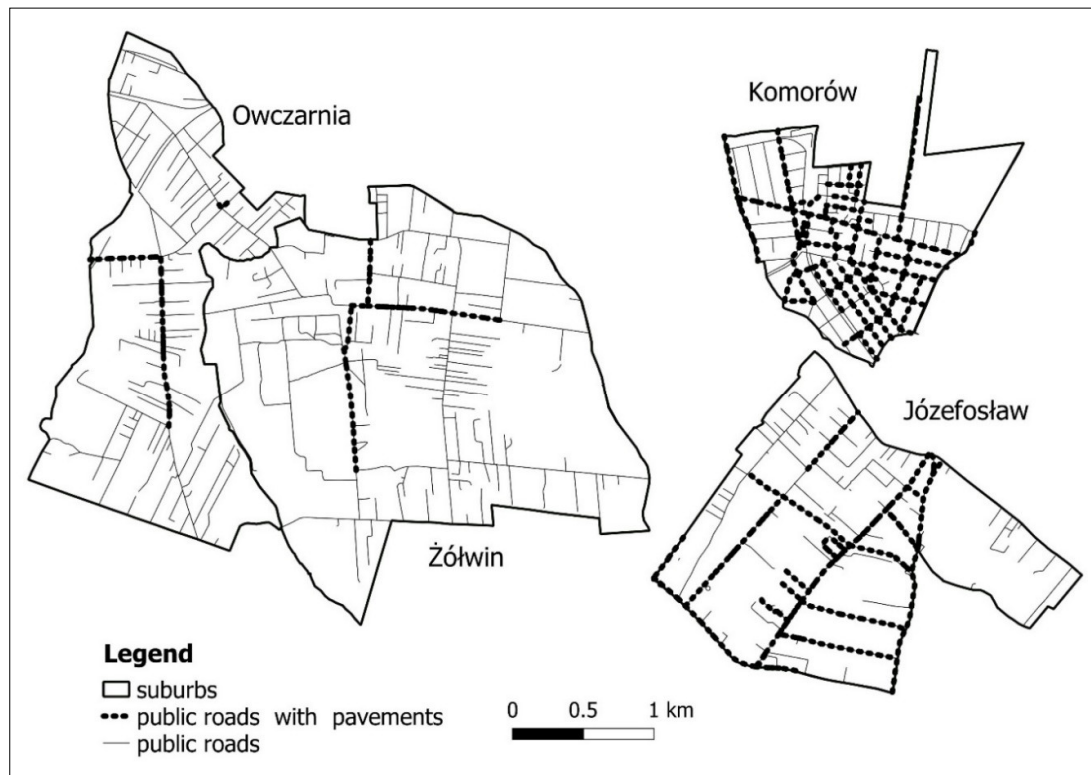 Owczarnia
Komorów
Józefosław
Żółwin
Legend
suburbs
public roads with pavements
public roads
0 0.5 1 km